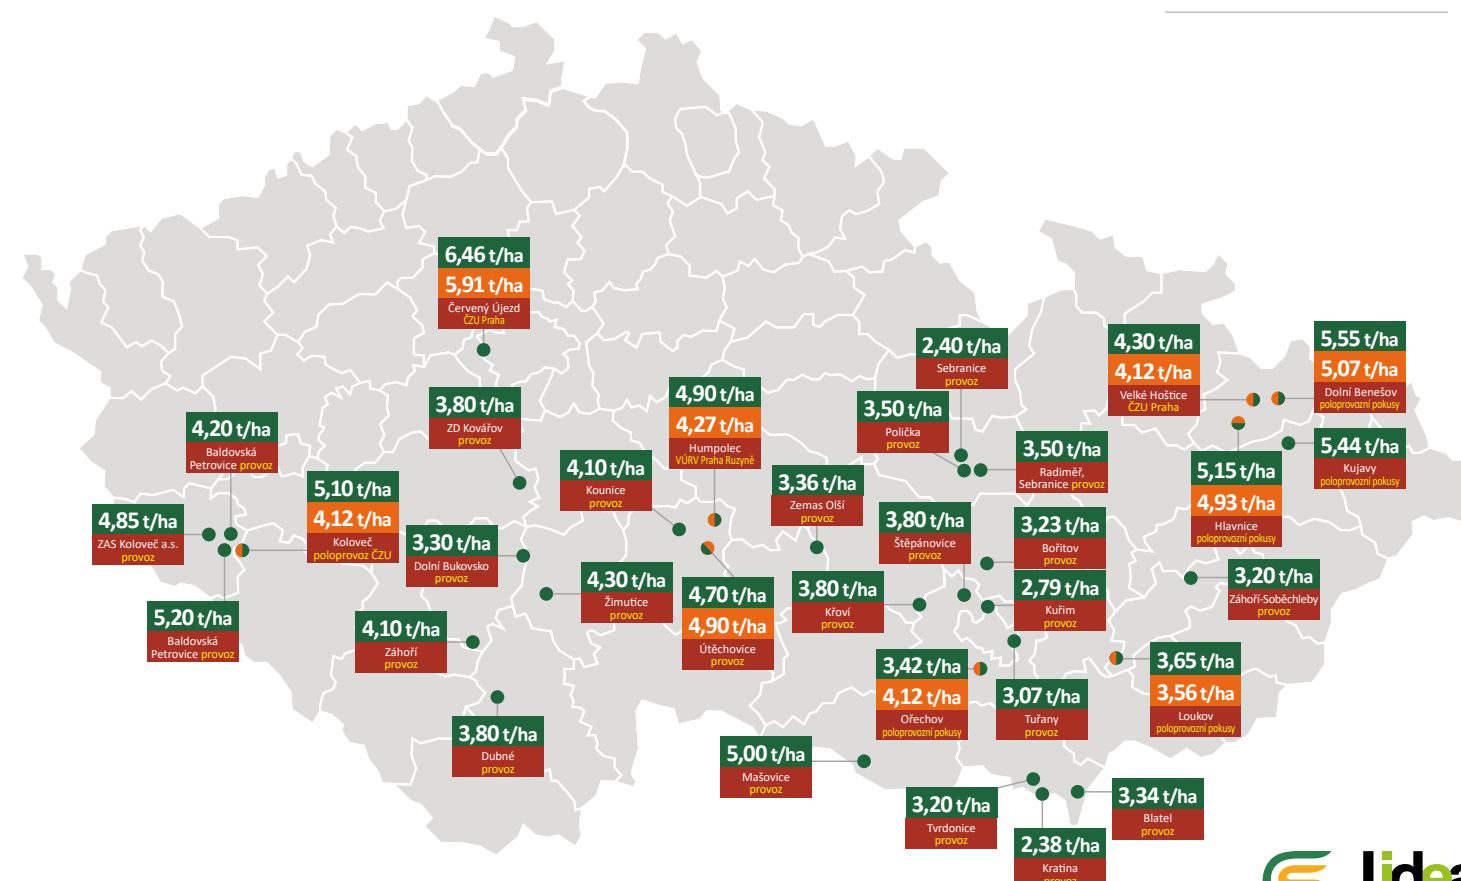 6,46 t/ha
5,91 t/ha
Červený Újezd
ČZU Praha
2,40 t/ha
Sebranice
provoz
4,30 t/ha
4,12 t/ha
Velké Hoštice
ČZU Praha
5,55 t/ha
5,07 t/ha
Dolní Benešov
poloprovozní pokusy
4,20 t/ha
Baldovská
Petrovice provoz
3,80 t/ha
ZD Kovářov
provoz
4,90 t/ha
4,27 t/ha
Humpolec
VÚRV Praha Ruzyně
3,50 t/ha
Polička
provoz
3,50 t/ha
Radiměř,
Sebranice provoz
5,44 t/ha
Kujavy
poloprovozní pokusy
5,10 t/ha
4,12 t/ha
Koloveč
poloprovoz ČZU
4,10 t/ha
Kounice
provoz
3,36 t/ha
Zemas Olší
provoz
5,15 t/ha
4,93 t/ha
Hlavnice
poloprovozní pokusy
4,85 t/ha
ZAS Koloveč a.s.
provoz
3,30 t/ha
Dolní Bukovsko
provoz
3,80 t/ha
Štěpánovice
provoz
3,23 t/ha
Bořitov
provoz
3,20 t/ha
Záhoří-Soběchleby
provoz
5,20 t/ha
Baldovská
Petrovice provoz
4,30 t/ha
Žimutice
provoz
4,70 t/ha
4,90 t/ha
Útěchovice
provoz
3,80 t/ha
Křoví
provoz
2,79 t/ha
Kuřim
provoz
4,10 t/ha
Záhoří
provoz
3,42 t/ha
4,12 t/ha
Ořechov
poloprovozní pokusy
3,07 t/ha
Tuřany
provoz
3,65 t/ha
3,56 t/ha
Loukov
poloprovozní pokusy
3,80 t/ha
Dubné
provoz
5,00 t/ha
Mašovice
provoz
3,20 t/ha
Tvrdonice
provoz
2,38 t/ha
Kratina
provoz
3,34 t/ha
Blatel
provoz